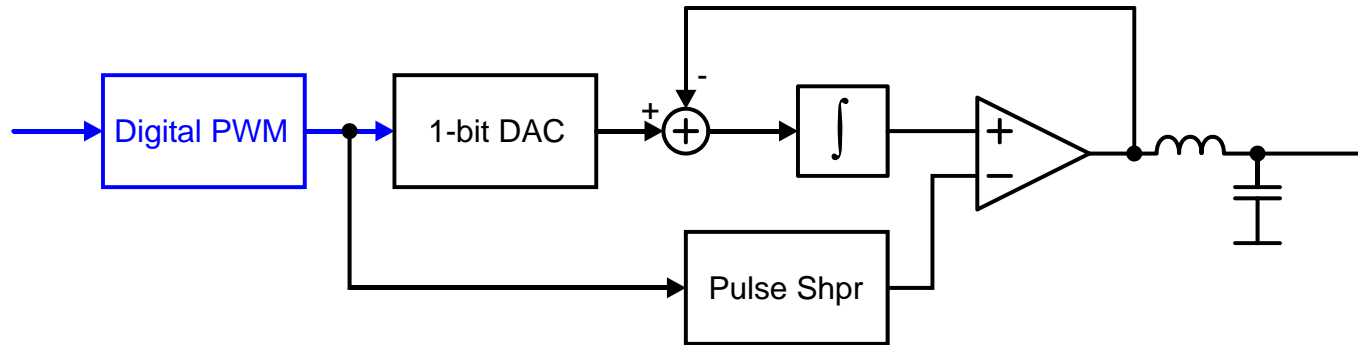 -
Digital PWM
1-bit DAC
+
+
∫
+
−
Pulse Shpr